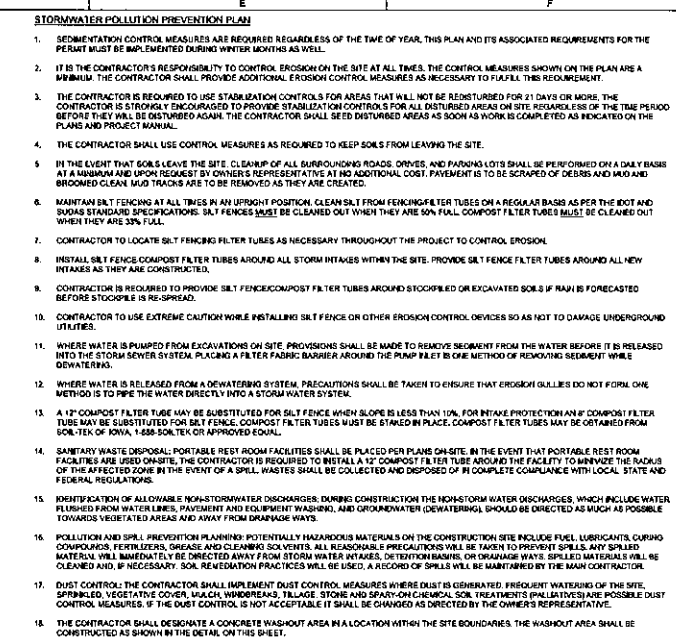 E F
STORMWATER POLLUTION PREVENTION PLAN
1. SEDIMENTATION CONTROL MEASURES ARE REQUIRED REGARDLESS OF THE TIME OF YEAR, THIS PLAN AND ITS ASSOCIATED REQUIREMENTS FOR THE
PERMIT MUST BE IMPLEMENTED DURING WINTER MONTHS AS WELL.
2. IT IS THE CONTRACTOR'S RESPONSIBILITY TO CONTROL EROSION ON THE SITE AT ALL TIMES. THE CONTROL MEASURES SHOWN ON THE PLAN ARE A
MINIMUM. THE CONTRACTOR SHALL PROVIDE ADDITIONAL EROSION CONTROL MEASURES AS NECESSARY TO FULFILL THIS REQUIREMENT.
3. THE CONTRACTOR IS REQUIRED TO USE STABILIZATION CONTROLS FOR AREAS THAT WILL NOT BE REDISTURBED FOR 21 DAYS OR MORE, THE
CONTRACTOR IS STRONGLY ENCOURAGED TO PROVIDE STABILIZATION CONTROLS FOR ALL DISTURBED AREAS ON SITE REGARDLESS OF THE TIME PERIOD
BEFORE THEY WILL BE DISTURBED AGAIN. THE CONTRACTOR SHALL SEED DISTURBED AREAS AS SOON AS WORK IS COMPLETED AS INDICATED ON THE
PLANS AND PROJECT MANUAL.
4. THE CONTRACTOR SHALL USE CONTROL MEASURES AS REQUIRED TO KEEP SOILS FROM LEAVING THE SITE.
5 IN THE EVENT THAT SOILS LEAVE THE SITE, CLEANUP OF ALL SURROUNDING ROADS, DRIVES, AND PARKING LOTS SHALL BE PERFORMED ON A DAILY BASIS
AT A MINIMUM AND UPON REQUEST BY OWNER'S REPRESENTATIVE AT NO ADDITIONAL COST. PAVEMENT IS TO BE SCRAPED OF DEBRIS AND MUD AND
BROOMED CLEAN. MUD TRACKS ARE TO BE REMOVED AS THEY ARE CREATED.
6. MAINTAIN SILT FENCING AT ALL TIMES IN AN UPRIGHT POSITION. CLEAN SILT FROM FENCING/FILTER TUBES ON A REGULAR BASIS AS PER THE IDOT AND
SUDAS STANDARD SPECIFICATIONS. SILT FENCES MUST BE CLEANED OUT WHEN THEY ARE 50% FULL. COMPOST FILTER TUBES MUST BE CLEANED OUT
WHEN THEY ARE 33% FULL.
7. CONTRACTOR TO LOCATE SILT FENCING FILTER TUBES AS NECESSARY THROUGHOUT THE PROJECT TO CONTROL EROSION.
8. INSTALL SILT FENCE/COMPOST FILTER TUBES AROUND ALL STORM INTAKES WITHIN THE SITE. PROVIDE SILT FENCE FILTER TUBES AROUND ALL NEW
INTAKES AS THEY ARE CONSTRUCTED.
9. CONTRACTOR IS REQUIRED TO PROVIDE SILT FENCE/COMPOST FILTER TUBES AROUND STOCKPILED OR EXCAVATED SOILS IF RAIN IS FORECASTED
BEFORE STOCKPILE IS RE-SPREAD.
10. CONTRACTOR TO USE EXTREME CAUTION WHILE INSTALLING SILT FENCE OR OTHER EROSION CONTROL DEVICES SO AS NOT TO DAMAGE UNDERGROUND
UTILITIES.
11. WHERE WATER IS PUMPED FROM EXCAVATIONS ON SITE, PROVISIONS SHALL BE MADE TO REMOVE SEDIMENT FROM THE WATER BEFORE IT IS RELEASED
INTO THE STORM SEWER SYSTEM. PLACING A FILTER FABRIC BARRIER AROUND THE PUMP INLET IS ONE METHOD OF REMOVING SEDIMENT WHILE
DEWATERING.
12. WHERE WATER IS RELEASED FROM A DEWATERING SYSTEM, PRECAUTIONS SHALL BE TAKEN TO ENSURE THAT EROSION GULLIES DO NOT FORM. ONE
METHOD IS TO PIPE THE WATER DIRECTLY INTO A STORM WATER SYSTEM.
13. A 12" COMPOST FILTER TUBE MAY BE SUBSTITUTED FOR SILT FENCE WHEN SLOPE IS LESS THAN 10%, FOR INTAKE PROTECTION AN 8" COMPOST FILTER
TUBE MAY BE SUBSTITUTED FOR SILT FENCE. COMPOST FILTER TUBES MUST BE STAKED IN PLACE. COMPOST FILTER TUBES MAY BE OBTAINED FROM
SOIL-TEK OF IOWA, 1-888-SOILTEK OR APPROVED EQUAL.
14. SANITARY WASTE DISPOSAL: PORTABLE REST ROOM FACILITIES SHALL BE PLACED PER PLANS ON-SITE. IN THE EVENT THAT PORTABLE REST ROOM
FACILITIES ARE USED ON-SITE, THE CONTRACTOR IS REQUIRED TO INSTALL A 12" COMPOST FILTER TUBE AROUND THE FACILITY TO MINIMIZE THE RADIUS
OF THE AFFECTED ZONE IN THE EVENT OF A SPILL. WASTES SHALL BE COLLECTED AND DISPOSED OF IN COMPLETE COMPLIANCE WITH LOCAL, STATE AND
FEDERAL REGULATIONS.
15. IDENTIFICATION OF ALLOWABLE NON-STORMWATER DISCHARGES; DURING CONSTRUCTION THE NON-STORM WATER DISCHARGES, WHICH INCLUDE WATER
FLUSHED FROM WATER LINES, PAVEMENT AND EQUIPMENT WASHING, AND GROUNDWATER (DEWATERING), SHOULD BE DIRECTED AS MUCH AS POSSIBLE
TOWARDS VEGETATED AREAS AND AWAY FROM DRAINAGE WAYS.
16. POLLUTION AND SPILL PREVENTION PLANNING: POTENTIALLY HAZARDOUS MATERIALS ON THE CONSTRUCTION SITE INCLUDE FUEL, LUBRICANTS, CURING
COMPOUNDS, FERTILIZERS, GREASE AND CLEANING SOLVENTS. ALL REASONABLE PRECAUTIONS WILL BE TAKEN TO PREVENT SPILLS. ANY SPILLED
MATERIAL WILL IMMEDIATELY BE DIRECTED AWAY FROM STORM WATER INTAKES, DETENTION BASINS, OR DRAINAGE WAYS. SPILLED MATERIALS WILL BE
CLEANED AND, IF NECESSARY, SOIL REMEDIATION PRACTICES WILL BE USED, A RECORD OF SPILLS WILL BE MAINTAINED BY THE MAIN CONTRACTOR.
17. DUST CONTROL: THE CONTRACTOR SHALL IMPLEMENT DUST CONTROL MEASURES WHERE DUST IS GENERATED. FREQUENT WATERING OF THE SITE,
SPRINKLED, VEGETATIVE COVER, MULCH, WINDBREAKS, TILLAGE, STONE AND SPARY-ON CHEMICAL SOIL TREATMENTS (PALLIATIVES) ARE POSSIBLE DUST
CONTROL MEASURES. IF THE DUST CONTROL IS NOT ACCEPTABLE IT SHALL BE CHANGED AS DIRECTED BY THE OWNER'S REPRESENTATIVE.
18. THE CONTRACTOR SHALL DESIGNATE A CONCRETE WASHOUT AREA IN A LOCATION WITHIN THE SITE BOUNDARIES. THE WASHOUT AREA SHALL BE
CONSTRUCTED AS SHOWN IN THE DETAIL ON THIS SHEET.